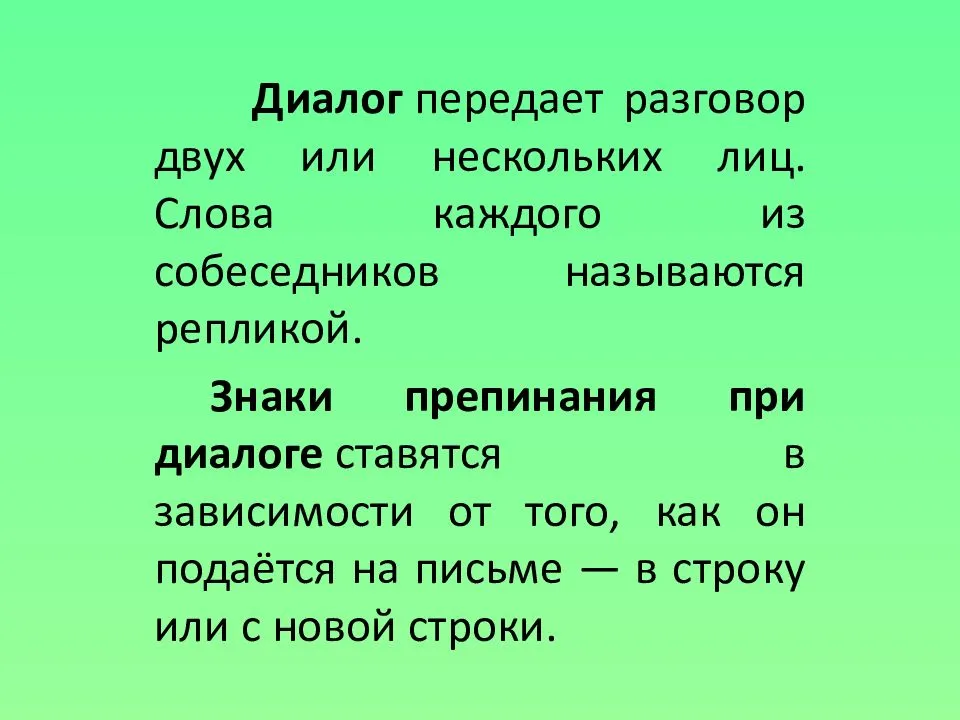 Диалог передает разговор
двух или нескольких лиц.
Слова каждого из
собеседников называются
репликой.
Знаки препинания при
диалоге ставятся в
зависимости от того, как он
подаётся на письме — в строку
или с новой строки.